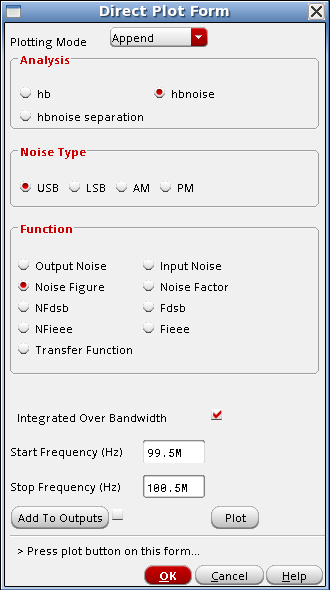 Direct Plot Form
Plotting Mode Append
Analysis
hb hbnoise
hbnoise separation
Noise Type
USB LSB AM PM
Function
Output Noise Input Noise
Noise Figure Noise Factor
NFdsb Fdsb
NFieee Fieee
Transfer Function
Integrated Over Bandwidth
Start Frequency (Hz) 99.5M
Stop Frequency (Hz) 100.5M
Add To Outputs Plot
> Press plot button on this form...
OK Cancel Help